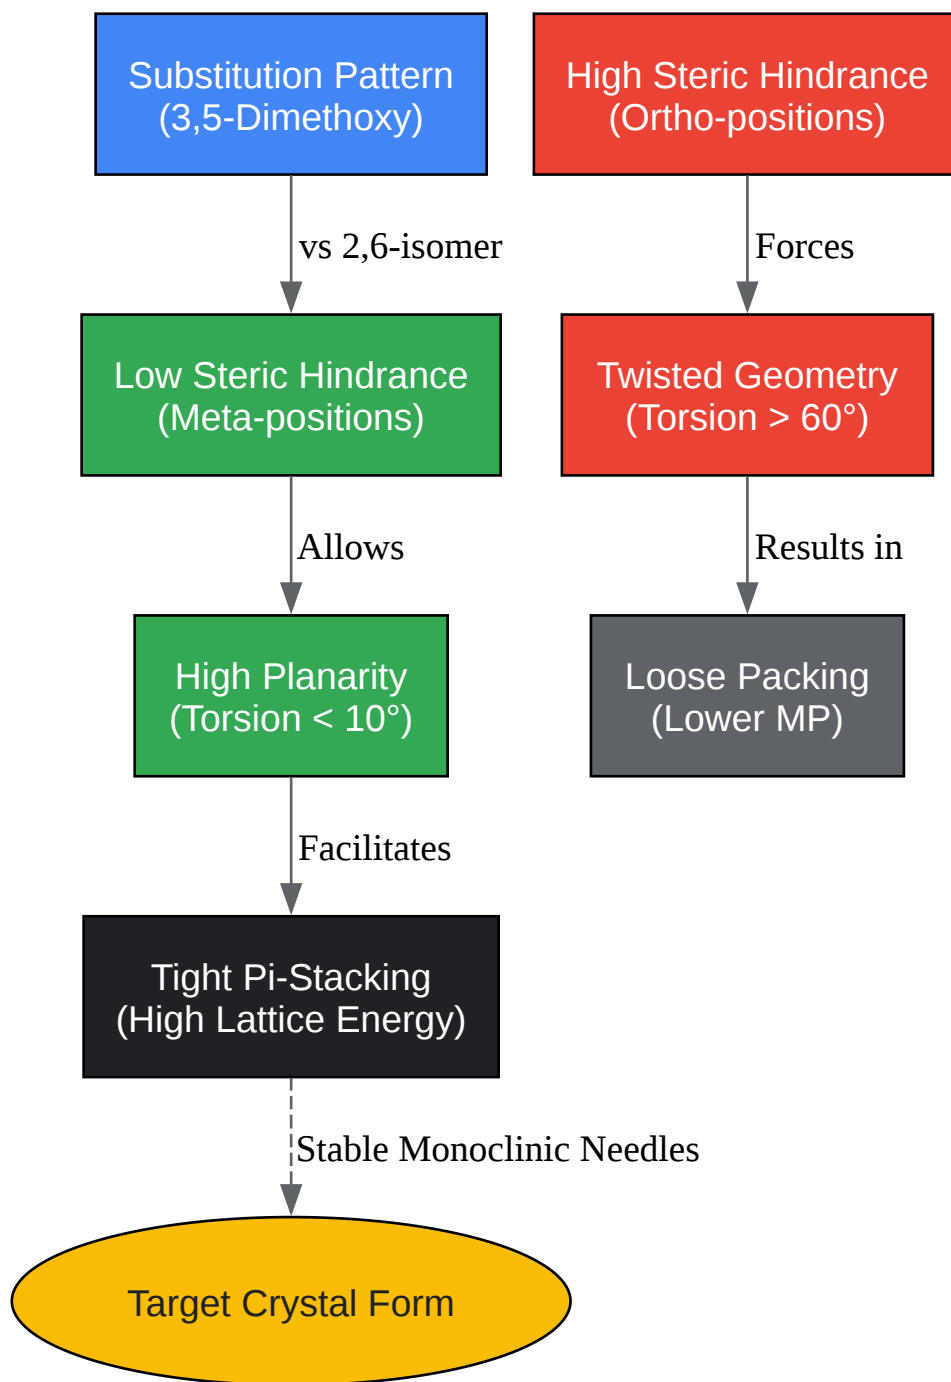 Substitution Pattern
(3,5-Dimethoxy)
vs 2,6-isomer
Low Steric Hindrance
(Meta-positions)
Allows
High Planarity
(Torsion < 10°)
Facilitates
Tight Pi-Stacking
(High Lattice Energy)
Stable Monoclinic Needles
Target Crystal Form
High Steric Hindrance
(Ortho-positions)
Forces
Twisted Geometry
(Torsion > 60°)
Results in
Loose Packing
(Lower MP)